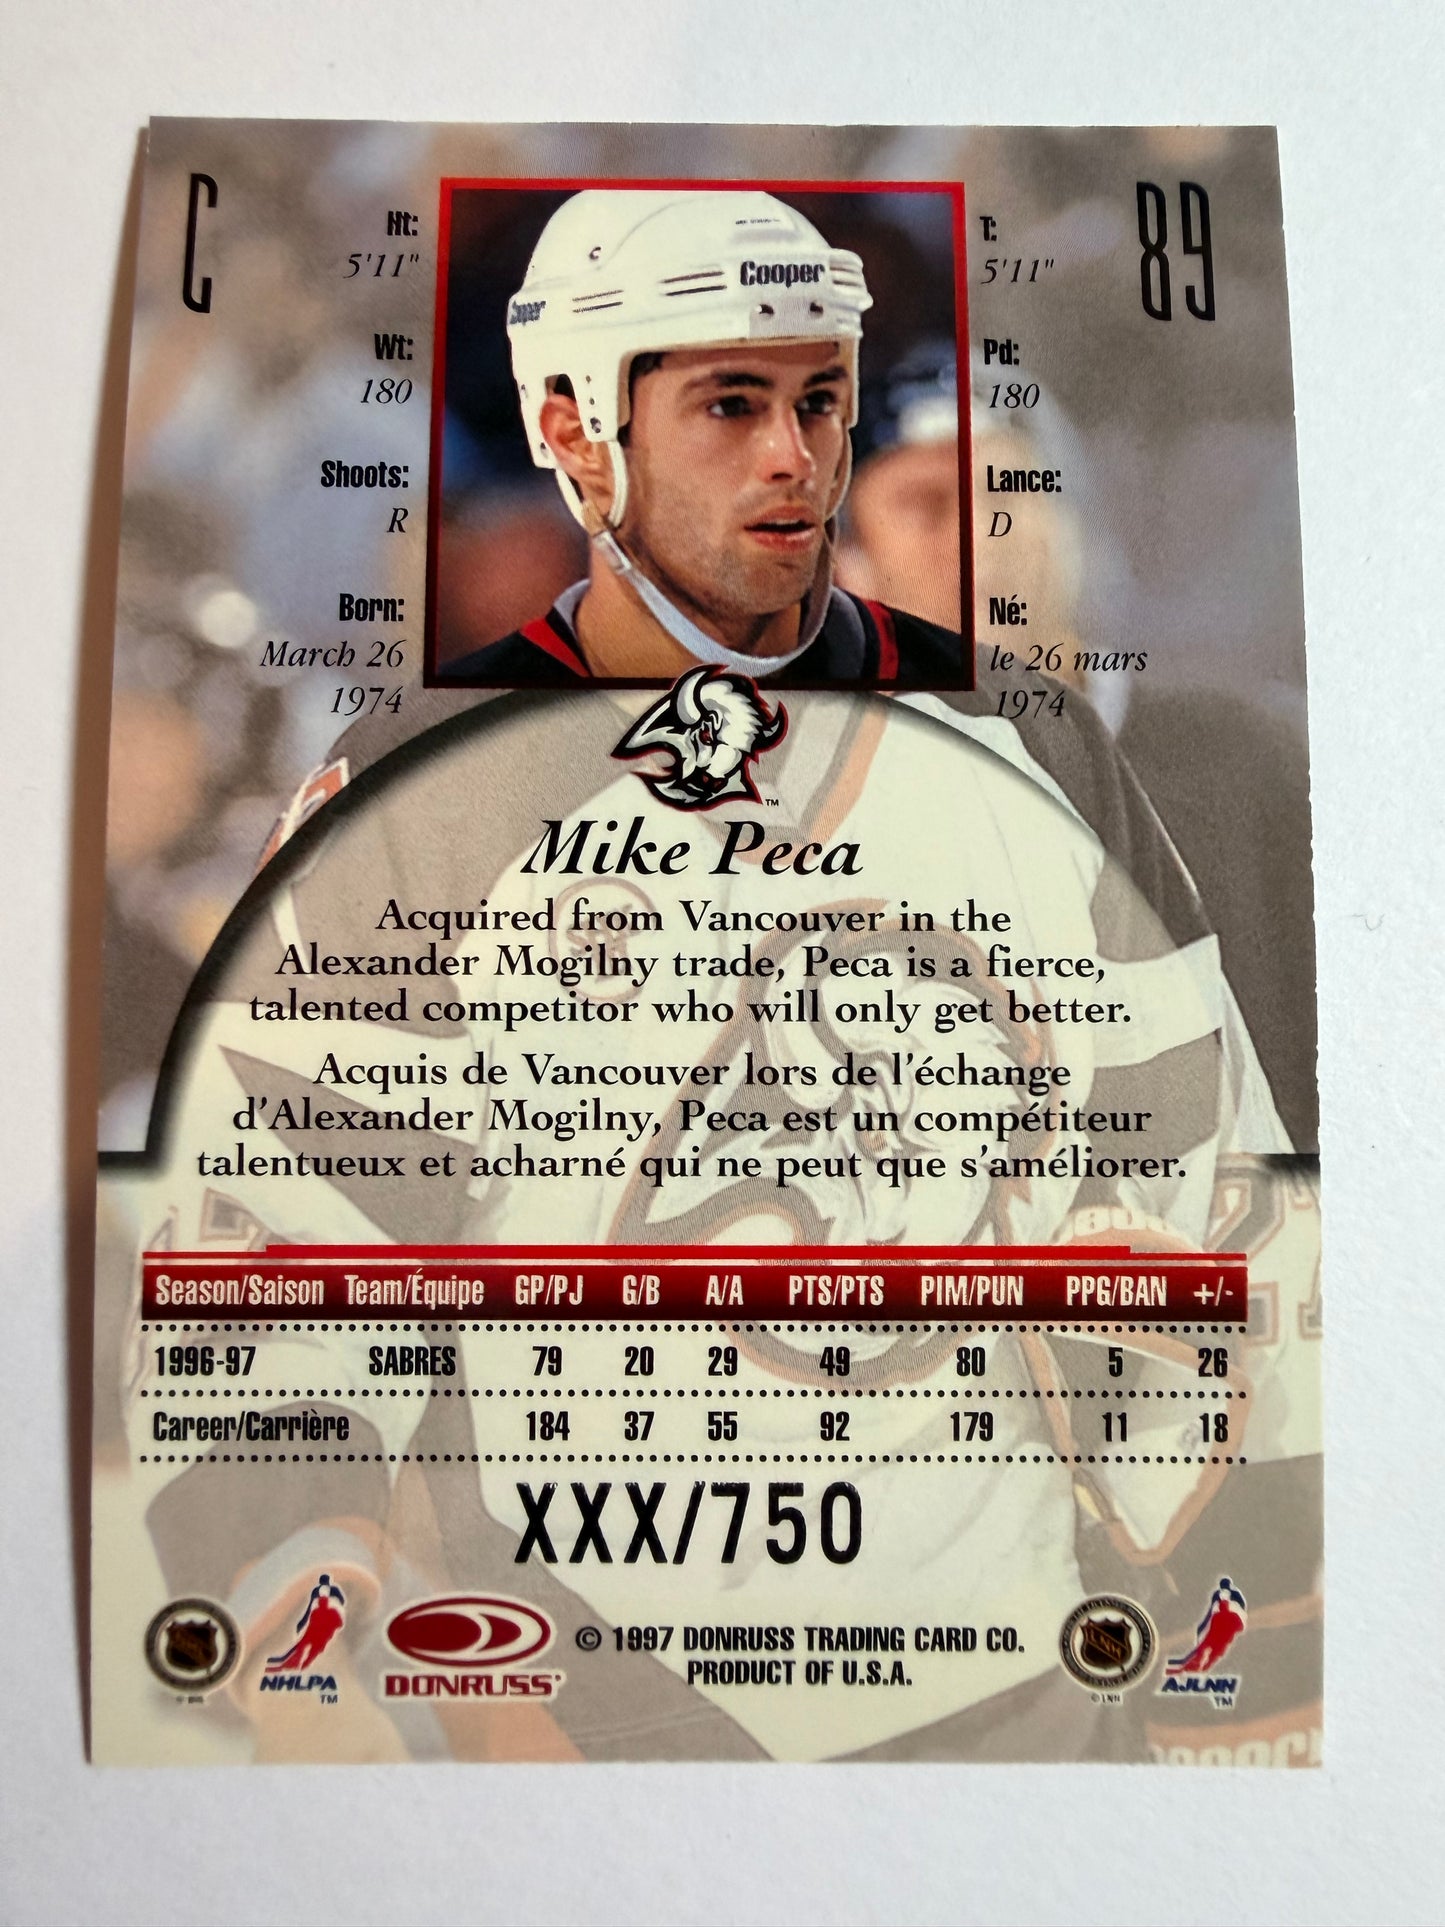 C
89
Ht:
5'11"
Wt:
180
Shoots:
R
Born:
March 26
1974
T:
5'11"
Pd:
180
Lance:
D
Né:
le 26 mars
1974
C
Cooper
Cooper
TM
Mike Peca
Acquired from Vancouver in the
Alexander Mogilny trade, Peca is a fierce,
talented competitor who will only get better.
Acquis de Vancouver lors de l'échange
d'Alexander Mogilny, Peca est un compétiteur
talentueux et acharné qui ne peut que s'améliorer.
Season/Saison Team/Équipe GP/PJ G/B A/A PTS/PTS PIM/PUN PPG/BAN +/-
1996-97 SABRES 79 20 29 49 80 5 26
Career/Carrière 184 37 55 92 179 11 18
XXX/750
NHLPA
TM
DONRUSS
© 1997 DONRUSS TRADING CARD CO.
PRODUCT OF U.S.A.
LNH
© LNH
AJLNH
TM